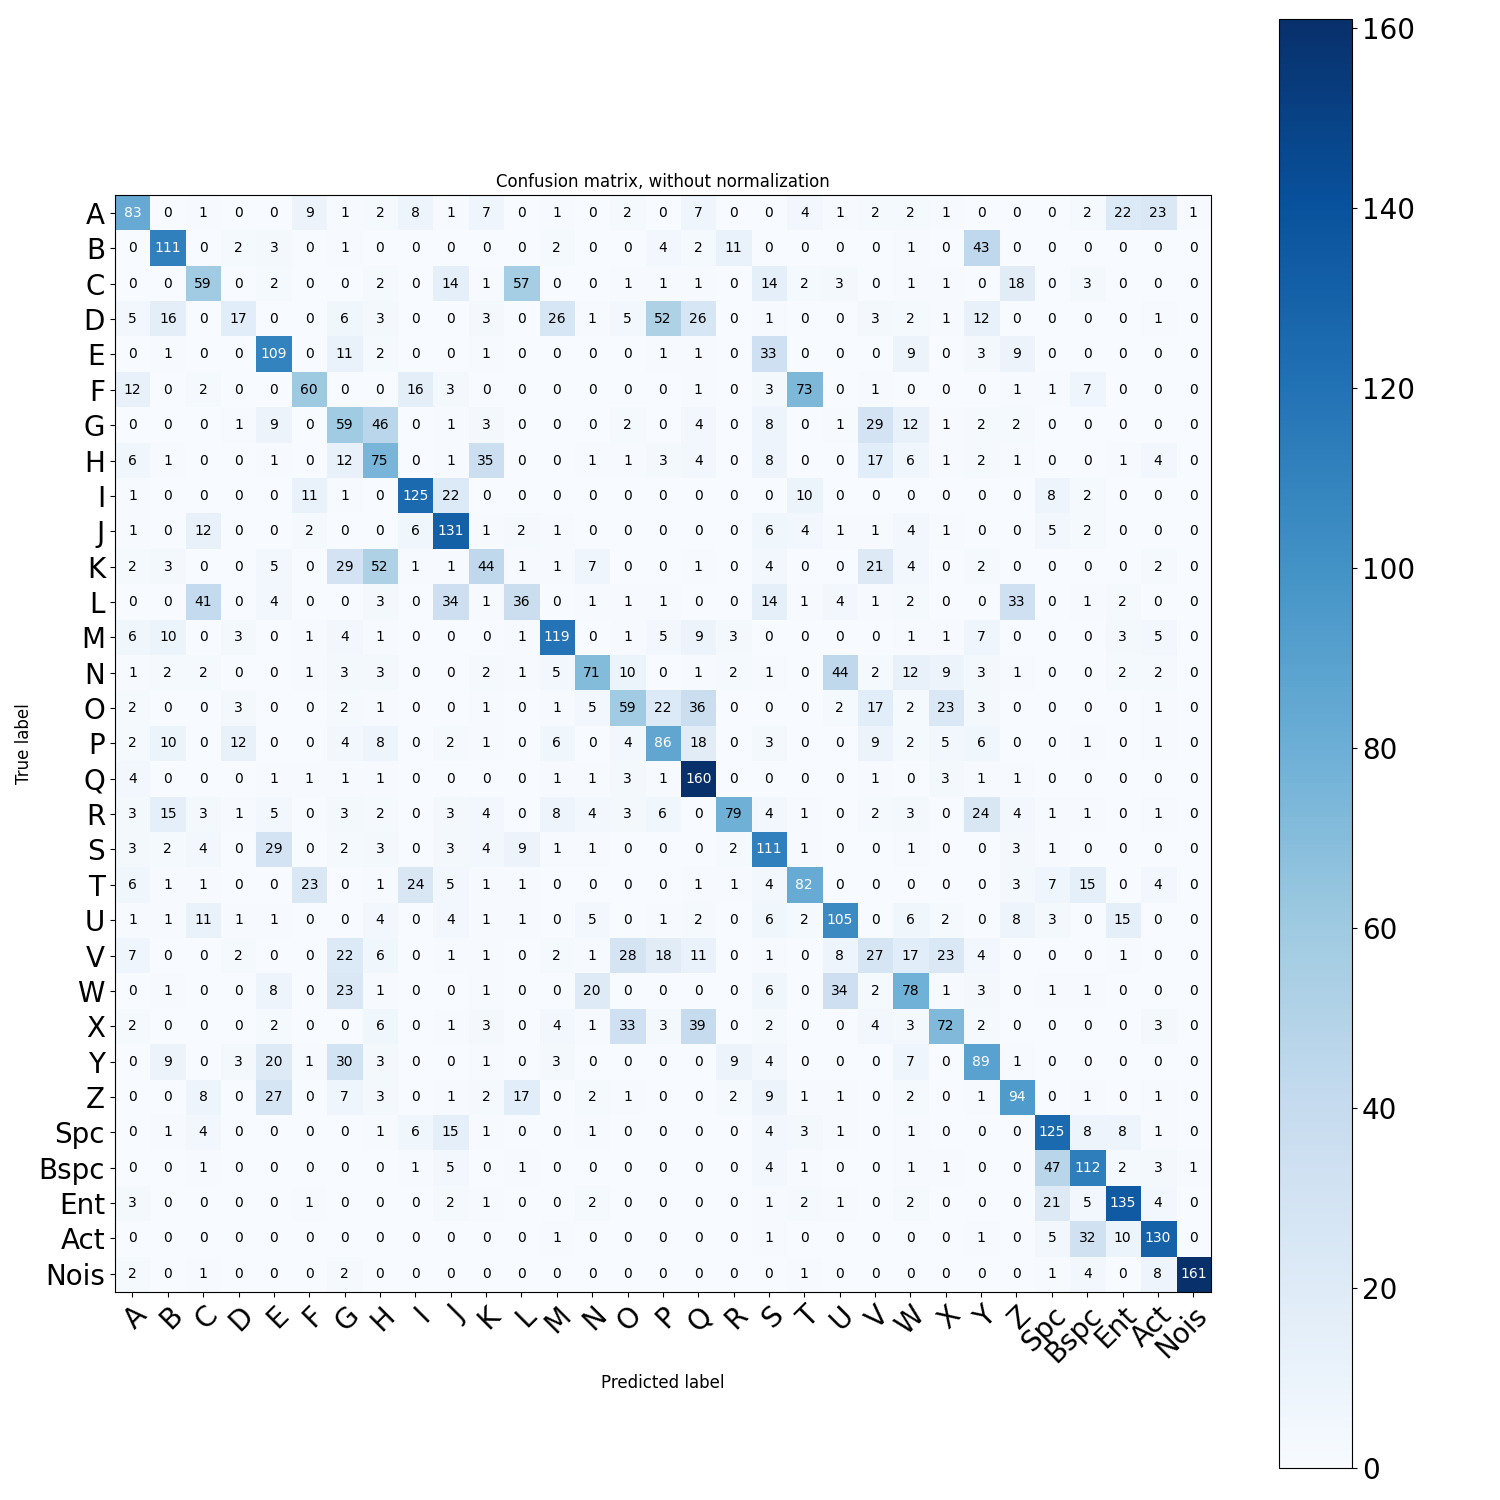 Confusion matrix, without normalization
A 83 0 1 0 0 9 1 2 8 1 7 0 1 0 2 0 7 0 0 4 1 2 2 1 0 0 0 2 22 23 1
B 0 111 0 2 3 0 1 0 0 0 0 0 2 0 0 4 2 11 0 0 0 0 1 0 43 0 0 0 0 0 0
C 0 0 59 0 2 0 0 2 0 14 1 57 0 0 1 1 1 0 14 2 3 0 1 1 0 18 0 3 0 0 0
D 5 16 0 17 0 0 6 3 0 0 3 0 26 1 5 52 26 0 1 0 0 3 2 1 12 0 0 0 0 1 0
E 0 1 0 0 109 0 11 2 0 0 1 0 0 0 0 1 1 0 33 0 0 0 9 0 3 9 0 0 0 0 0
F 12 0 2 0 0 60 0 0 16 3 0 0 0 0 0 0 1 0 3 73 0 1 0 0 0 1 1 7 0 0 0
G 0 0 0 1 9 0 59 46 0 1 3 0 0 0 2 0 4 0 8 0 1 29 12 1 2 2 0 0 0 0 0
H 6 1 0 0 1 0 12 75 0 1 35 0 0 1 1 3 4 0 8 0 0 17 6 1 2 1 0 0 1 4 0
I 1 0 0 0 0 11 1 0 125 22 0 0 0 0 0 0 0 0 0 10 0 0 0 0 0 0 8 2 0 0 0
J 1 0 12 0 0 2 0 0 6 131 1 2 1 0 0 0 0 0 6 4 1 1 4 1 0 0 5 2 0 0 0
K 2 3 0 0 5 0 29 52 1 1 44 1 1 7 0 0 1 0 4 0 0 21 4 0 2 0 0 0 0 2 0
L 0 0 41 0 4 0 0 3 0 34 1 36 0 1 1 1 0 0 14 1 4 1 2 0 0 33 0 1 2 0 0
M 6 10 0 3 0 1 4 1 0 0 0 1 119 0 1 5 9 3 0 0 0 0 1 1 7 0 0 0 3 5 0
N 1 2 2 0 0 1 3 3 0 0 2 1 5 71 10 0 1 2 1 0 44 2 12 9 3 1 0 0 2 2 0
O 2 0 0 3 0 0 2 1 0 0 1 0 1 5 59 22 36 0 0 0 2 17 2 23 3 0 0 0 0 1 0
P 2 10 0 12 0 0 4 8 0 2 1 0 6 0 4 86 18 0 3 0 0 9 2 5 6 0 0 1 0 1 0
Q 4 0 0 0 1 1 1 1 0 0 0 0 1 1 3 1 160 0 0 0 0 1 0 3 1 1 0 0 0 0 0
R 3 15 3 1 5 0 3 2 0 3 4 0 8 4 3 6 0 79 4 1 0 2 3 0 24 4 1 1 0 1 0
S 3 2 4 0 29 0 2 3 0 3 4 9 1 1 0 0 0 2 111 1 0 0 1 0 0 3 1 0 0 0 0
T 6 1 1 0 0 23 0 1 24 5 1 1 0 0 0 0 1 1 4 82 0 0 0 0 0 3 7 15 0 4 0
U 1 1 11 1 1 0 0 4 0 4 1 1 0 5 0 1 2 0 6 2 105 0 6 2 0 8 3 0 15 0 0
V 7 0 0 2 0 0 22 6 0 1 1 0 2 1 28 18 11 0 1 0 8 27 17 23 4 0 0 0 1 0 0
W 0 1 0 0 8 0 23 1 0 0 1 0 0 20 0 0 0 0 6 0 34 2 78 1 3 0 1 1 0 0 0
X 2 0 0 0 2 0 0 6 0 1 3 0 4 1 33 3 39 0 2 0 0 4 3 72 2 0 0 0 0 3 0
Y 0 9 0 3 20 1 30 3 0 0 1 0 3 0 0 0 0 9 4 0 0 0 7 0 89 1 0 0 0 0 0
Z 0 0 8 0 27 0 7 3 0 1 2 17 0 2 1 0 0 2 9 1 1 0 2 0 1 94 0 1 0 1 0
Spc 0 1 4 0 0 0 0 1 6 15 1 0 0 1 0 0 0 0 4 3 1 0 1 0 0 0 125 8 8 1 0
Bspc 0 0 1 0 0 0 0 0 1 5 0 1 0 0 0 0 0 0 4 1 0 0 1 1 0 0 47 112 2 3 1
Ent 3 0 0 0 0 1 0 0 0 2 1 0 0 2 0 0 0 0 1 2 1 0 2 0 0 0 21 5 135 4 0
Act 0 0 0 0 0 0 0 0 0 0 0 0 1 0 0 0 0 0 1 0 0 0 0 0 1 0 5 32 10 130 0
Nois 2 0 1 0 0 0 2 0 0 0 0 0 0 0 0 0 0 0 0 1 0 0 0 0 0 0 1 4 0 8 161
A B C D E F G H I J K L M N O P Q R S T U V W X Y Z Spc Bspc Ent Act Nois
True label
Predicted label
160
140
120
100
80
60
40
20
0